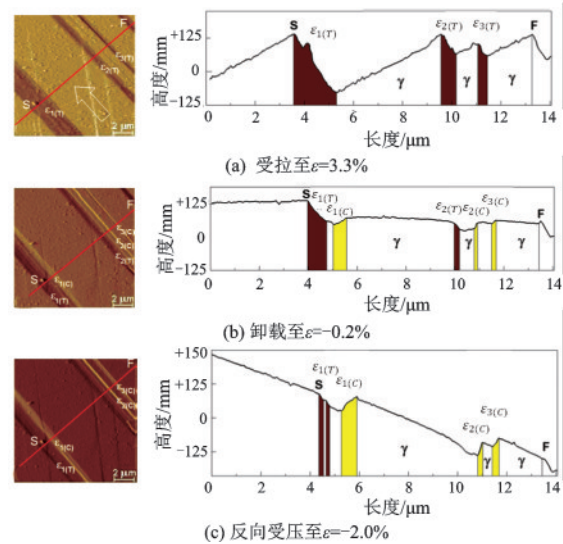 F
ε3(T)
ε2(T)
S
ε1(T)
2 μm
高度/mm
+125
0
−125
S
ε1(T)
ε2(T)
ε3(T)
F
γ
γ
γ
0 2 4 6 8 10 12 14
长度/μm
(a) 受拉至ε=3.3%
F
ε3(C)
ε2(C)
ε2(T)
S
ε1(C)
ε1(T)
2 μm
高度/mm
+125
0
−125
ε1(T)
S
ε1(C)
ε2(T)
ε2(C)
ε3(C)
F
γ
γ
γ
0 2 4 6 8 10 12 14
长度/μm
(b) 卸载至ε=−0.2%
F
ε3(C)
ε2(C)
S
ε1(C)
ε1(T)
2 μm
高度/mm
+150
0
−125
ε1(T)
S
ε1(C)
ε2(C)
ε3(C)
F
γ
γ
γ
0 2 4 6 8 10 12 14
长度/μm
(c) 反向受压至ε=−2.0%